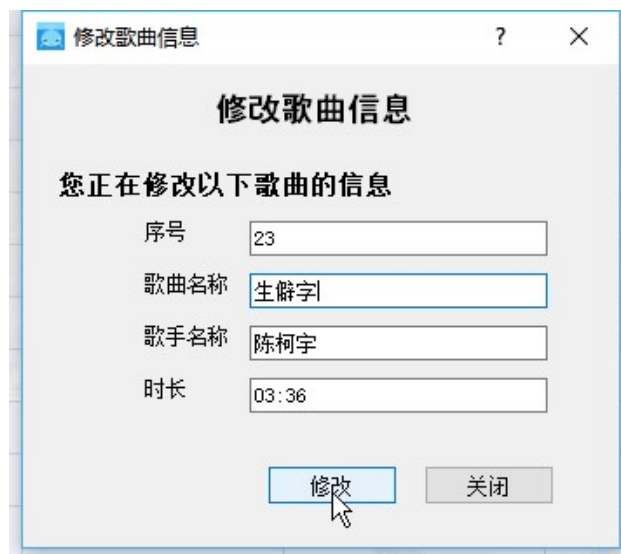 修改歌曲信息
修改歌曲信息
您正在修改以下歌曲的信息
序号 23
歌曲名称 生僻字
歌手名称 陈柯宇
时长 03:36
修改 关闭